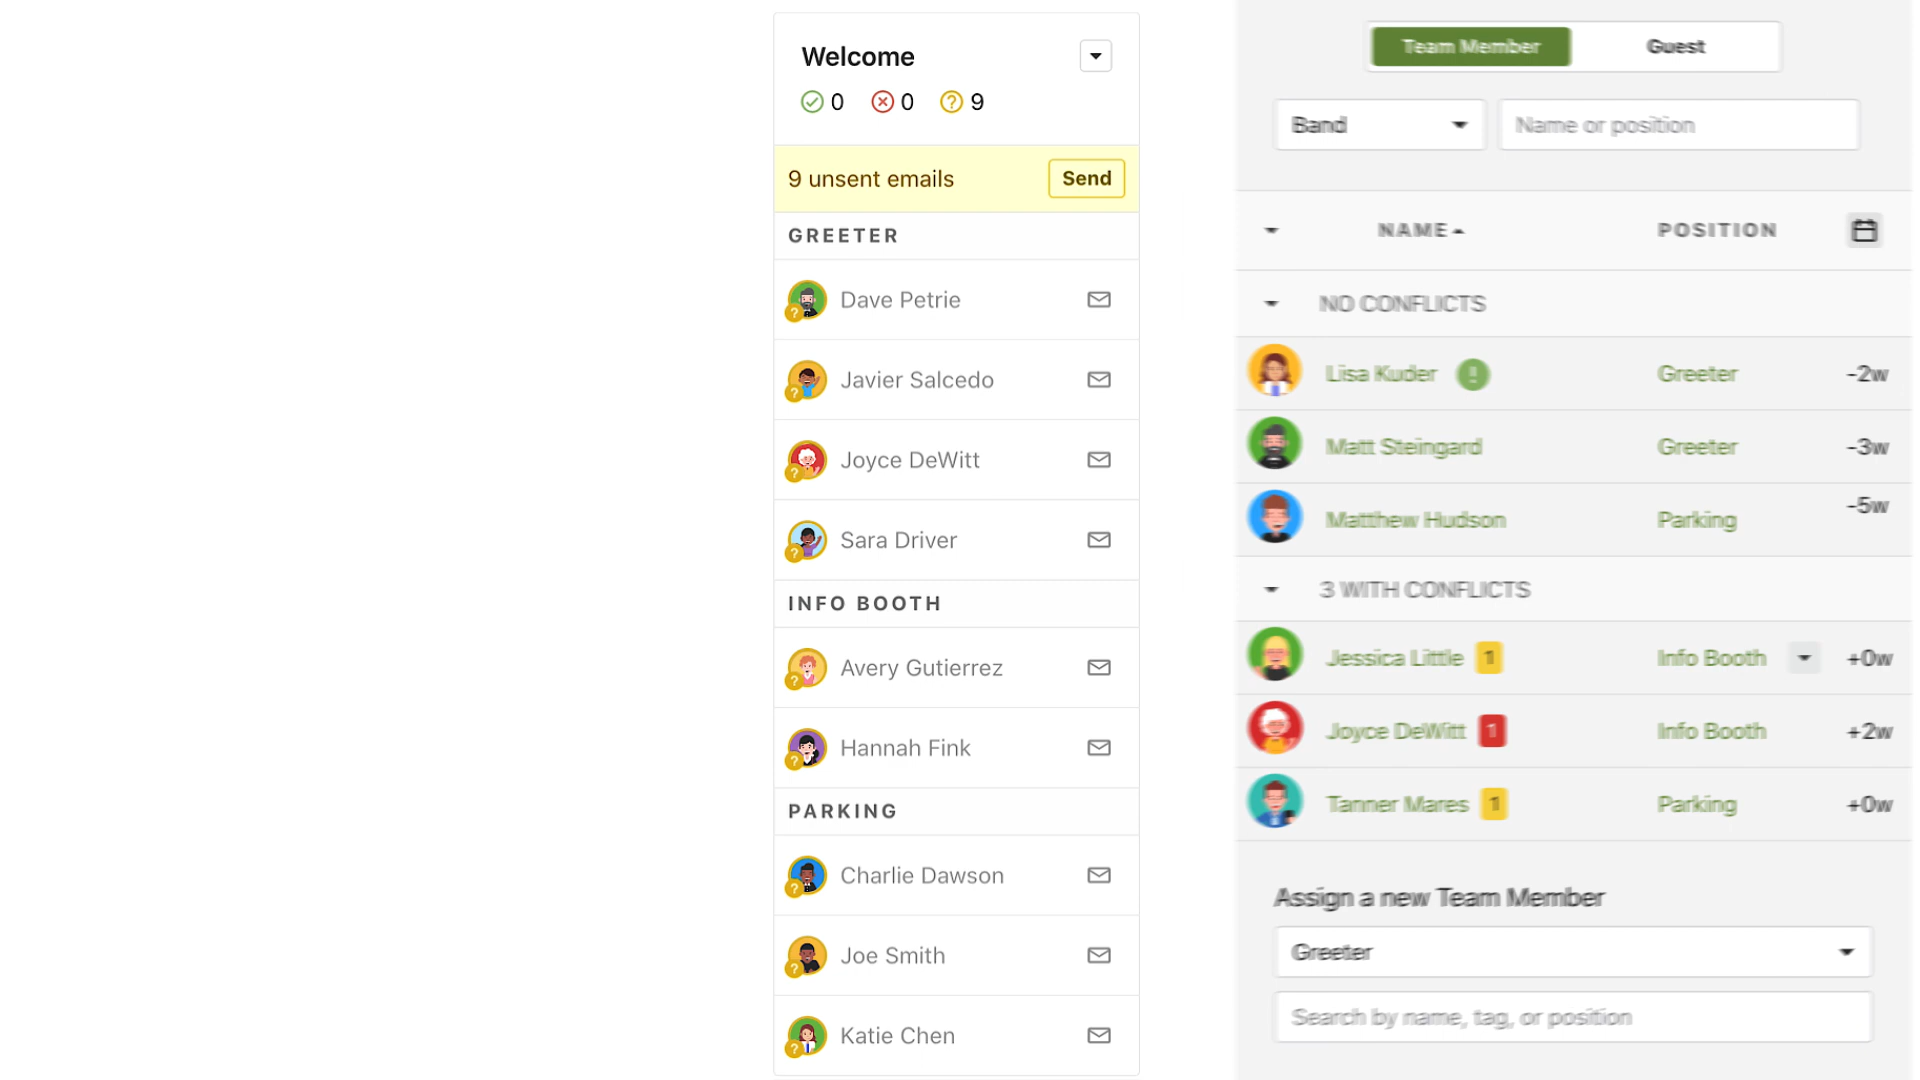 Welcome
0 0 9
9 unsent emails Send
GREETER
Dave Petrie
Javier Salcedo
Joyce DeWitt
Sara Driver
INFO BOOTH
Avery Gutierrez
Hannah Fink
PARKING
Charlie Dawson
Joe Smith
Katie Chen
Team Member Guest
Band Name or position
NAME POSITION
NO CONFLICTS
Lisa Kuder ! Greeter -2w
Matt Steingard Greeter -3w
Matthew Hudson Parking -5w
3 WITH CONFLICTS
Jessica Little 1 Info Booth +0w
Joyce DeWitt 1 Info Booth +2w
Tanner Mares 1 Parking +0w
Assign a new Team Member
Greeter
Search by name, tag, or position